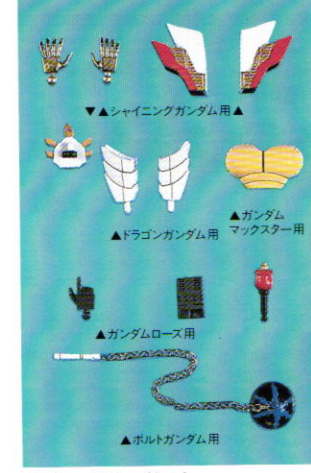 ▼▲シャイニングガンダム用▲
▲ドラゴンガンダム用
▲ガンダム
マックスター用
▲ガンダムローズ用
▲ボルトガンダム用